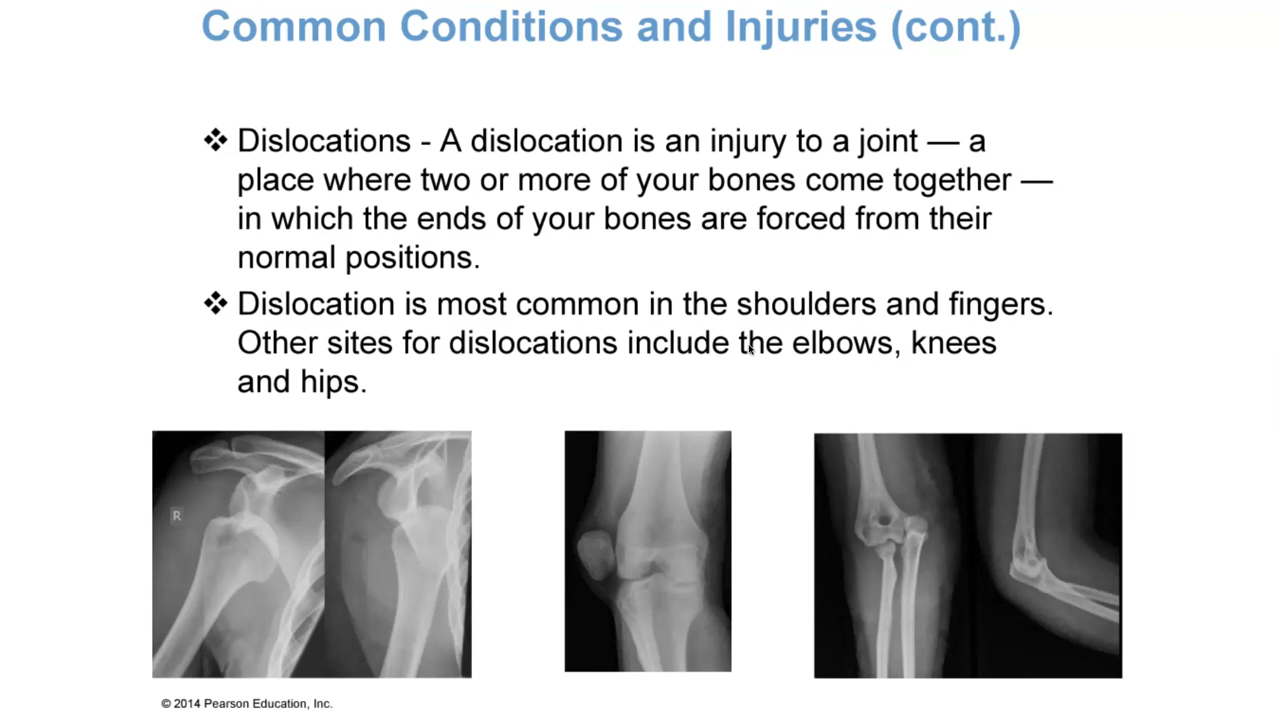 Common Conditions and Injuries (cont.)
❖ Dislocations - A dislocation is an injury to a joint — a
place where two or more of your bones come together —
in which the ends of your bones are forced from their
normal positions.
❖ Dislocation is most common in the shoulders and fingers.
Other sites for dislocations include the elbows, knees
and hips.
R
© 2014 Pearson Education, Inc.